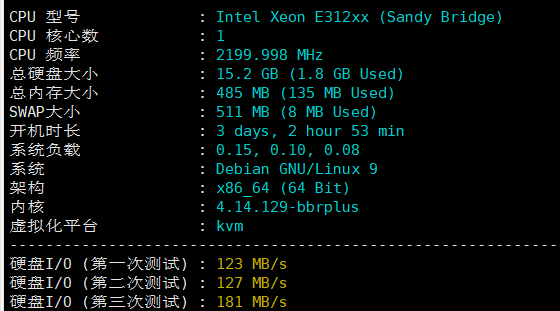 CPU 型号 : Intel Xeon E312xx (Sandy Bridge)
CPU 核心数 : 1
CPU 频率 : 2199.998 MHz
总硬盘大小 : 15.2 GB (1.8 GB Used)
总内存大小 : 485 MB (135 MB Used)
SWAP大小 : 511 MB (8 MB Used)
开机时长 : 3 days, 2 hour 53 min
系统负载 : 0.15, 0.10, 0.08
系统 : Debian GNU/Linux 9
架构 : x86_64 (64 Bit)
内核 : 4.14.129-bbrplus
虚拟化平台 : kvm
----------------------------------------------------------------------
硬盘I/O (第一次测试) : 123 MB/s
硬盘I/O (第二次测试) : 127 MB/s
硬盘I/O (第三次测试) : 181 MB/s